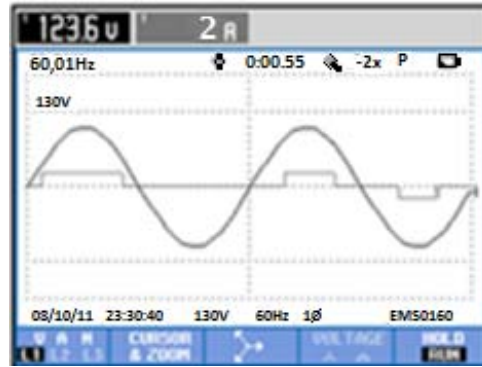 123.6 V 2 A
60,01Hz 0:00.55 -2x P
130V
08/10/11 23:30:40 130V 60Hz 1Ø EM50160
V A M CURSOR VOLTAGE HOLD
L1 L2 L3 & ZOOM RUN